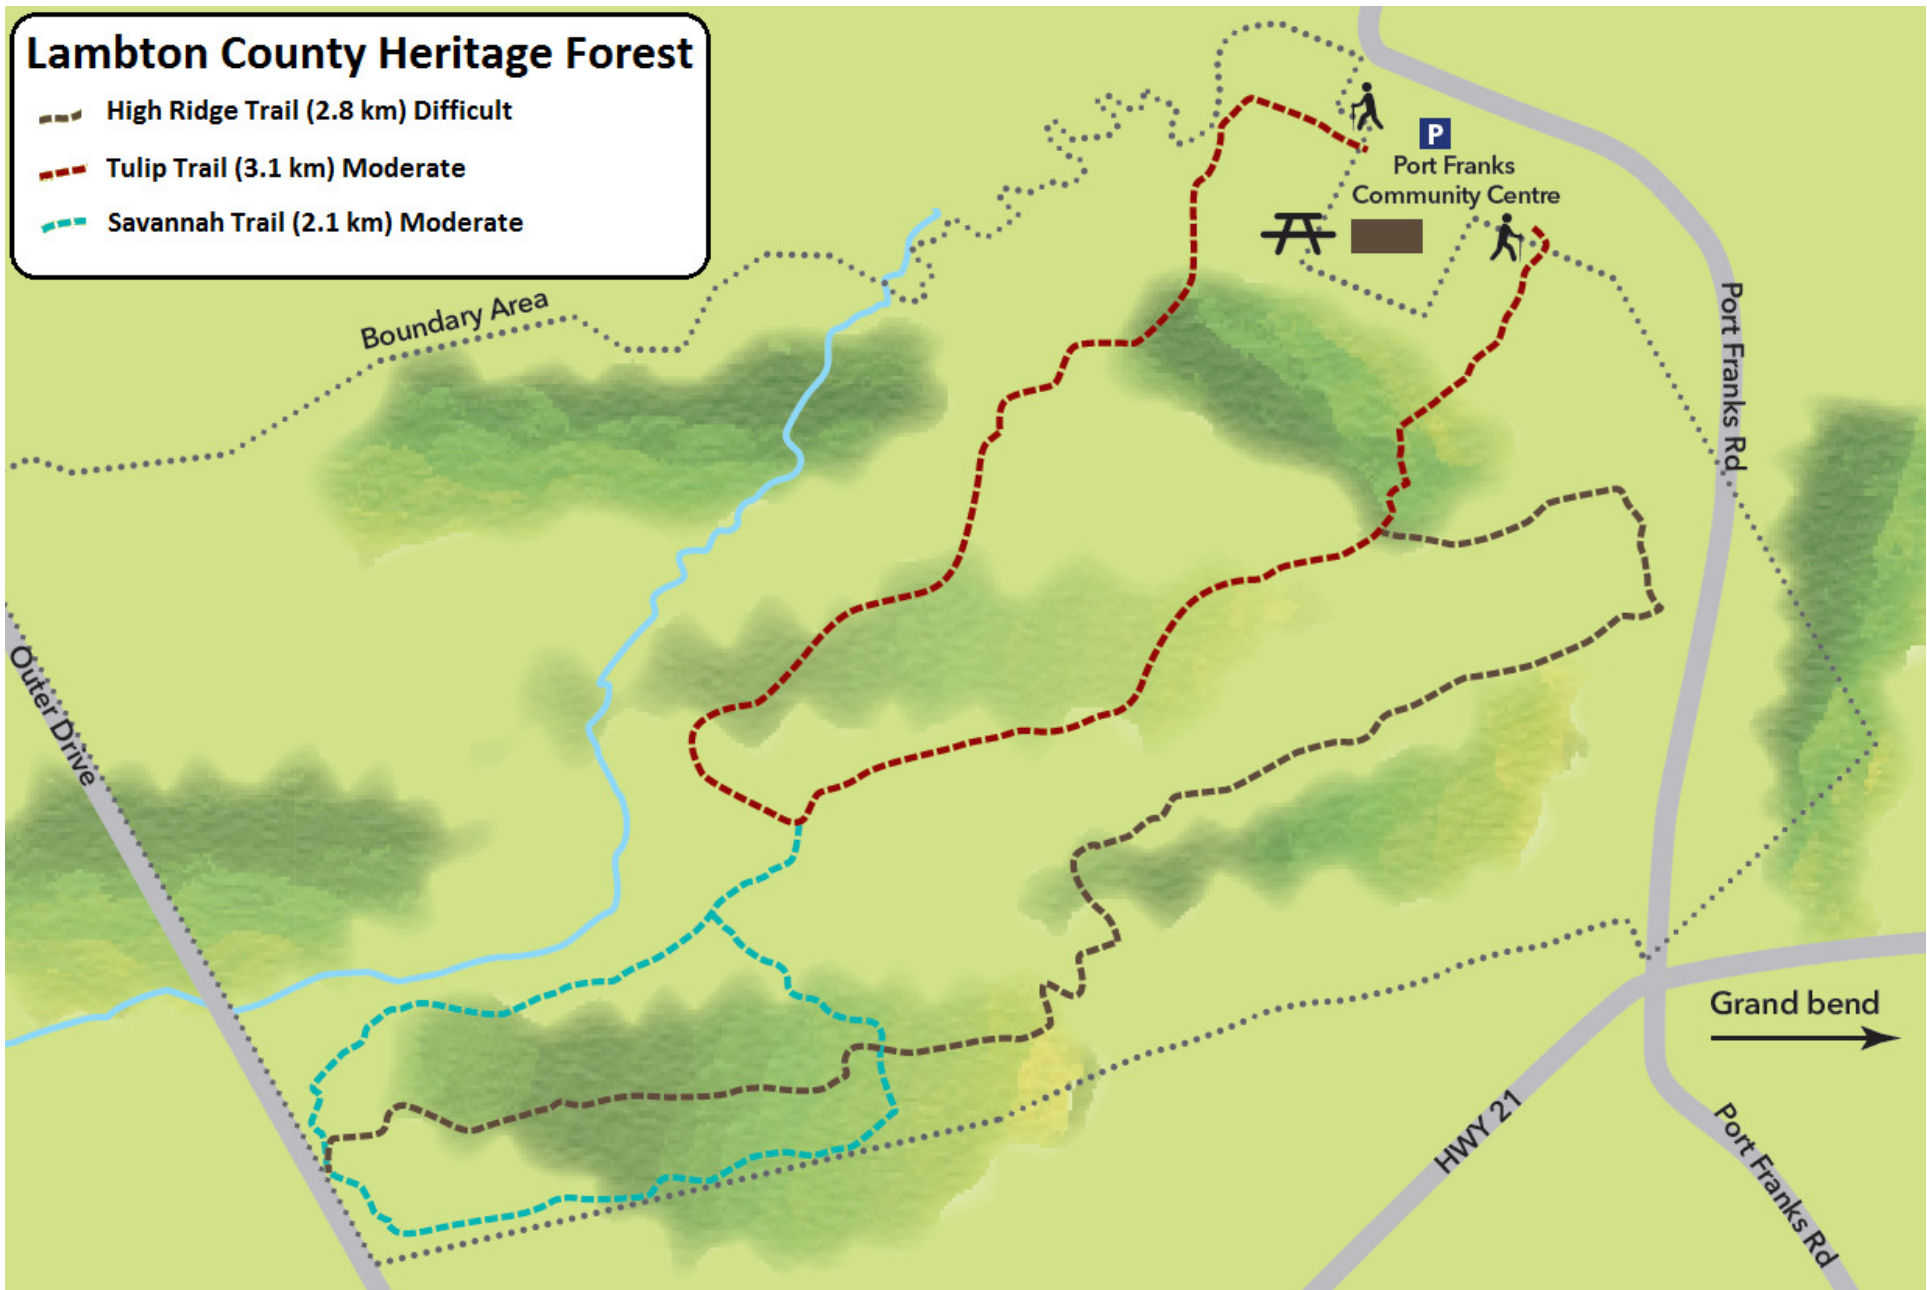 Lambton County Heritage Forest
High Ridge Trail (2.8 km) Difficult
Tulip Trail (3.1 km) Moderate
Savannah Trail (2.1 km) Moderate
P
Port Franks
Community Centre
Boundary Area
Port Franks Rd
Outer Drive
Grand bend
HWY 21
Port Franks Rd